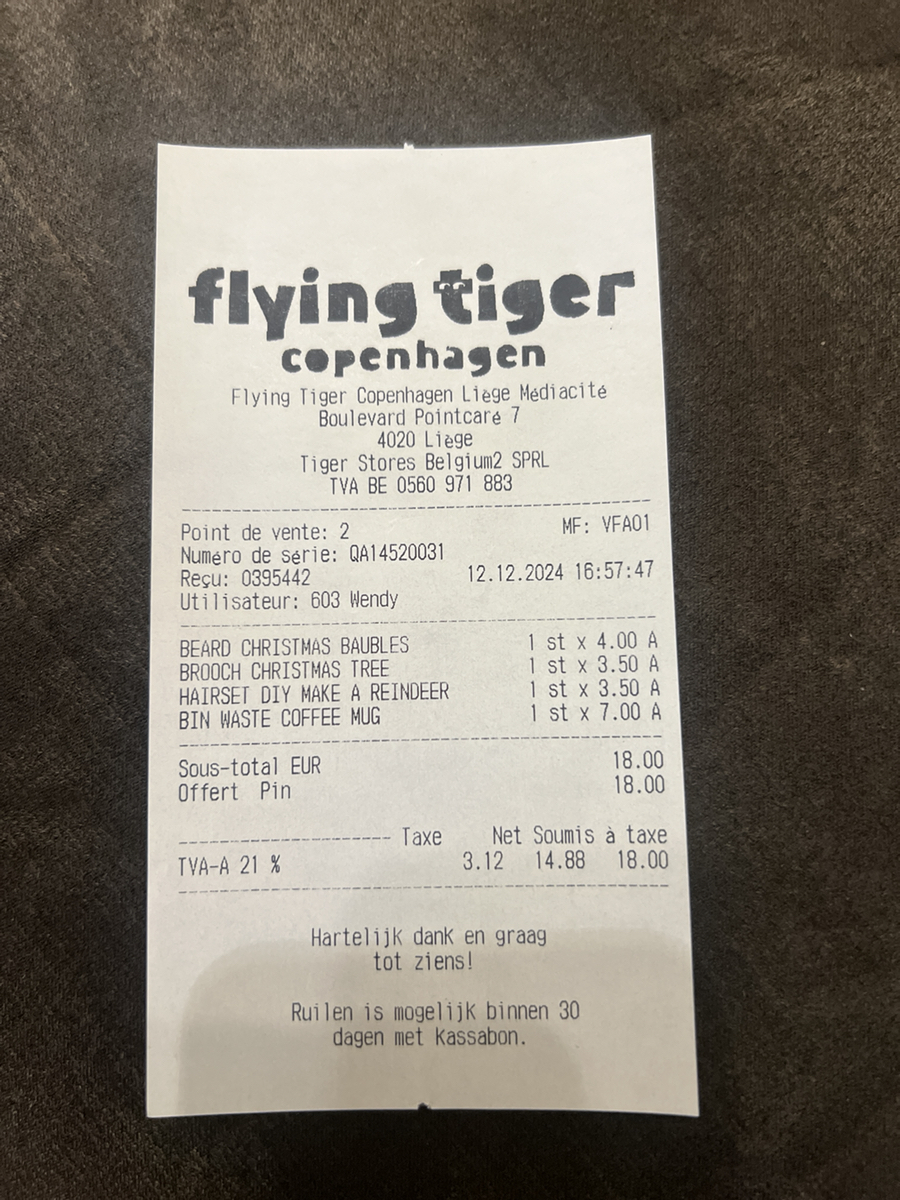 flying tiger
copenhagen
Flying Tiger Copenhagen Liège Médiacité
Boulevard Pointcaré 7
4020 Liège
Tiger Stores Belgium2 SPRL
TVA BE 0560 971 883
Point de vente: 2 MF: VFA01
Numéro de série: QA14520031
Reçu: 0395442 12.12.2024 16:57:47
Utilisateur: 603 Wendy
BEARD CHRISTMAS BAUBLES 1 st x 4.00 A
BROOCH CHRISTMAS TREE 1 st x 3.50 A
HAIRSET DIY MAKE A REINDEER 1 st x 3.50 A
BIN WASTE COFFEE MUG 1 st x 7.00 A
Sous-total EUR 18.00
Offert Pin 18.00
Taxe Net Soumis à taxe
TVA-A 21 % 3.12 14.88 18.00
Hartelijk dank en graag
tot ziens!
Ruilen is mogelijk binnen 30
dagen met Kassabon.